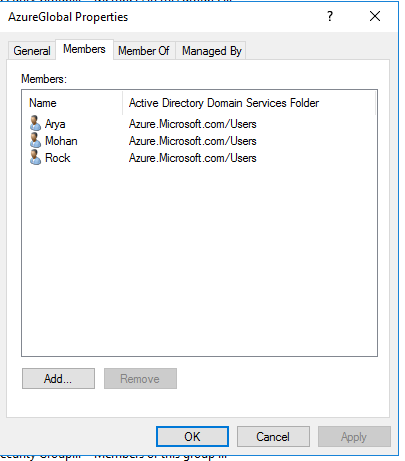 AzureGlobal Properties
General Members Member Of Managed By
Members:
Name Active Directory Domain Services Folder
Arya Azure.Microsoft.com/Users
Mohan Azure.Microsoft.com/Users
Rock Azure.Microsoft.com/Users
Add... Remove
OK Cancel Apply
ecurity Group... Members of this group ...